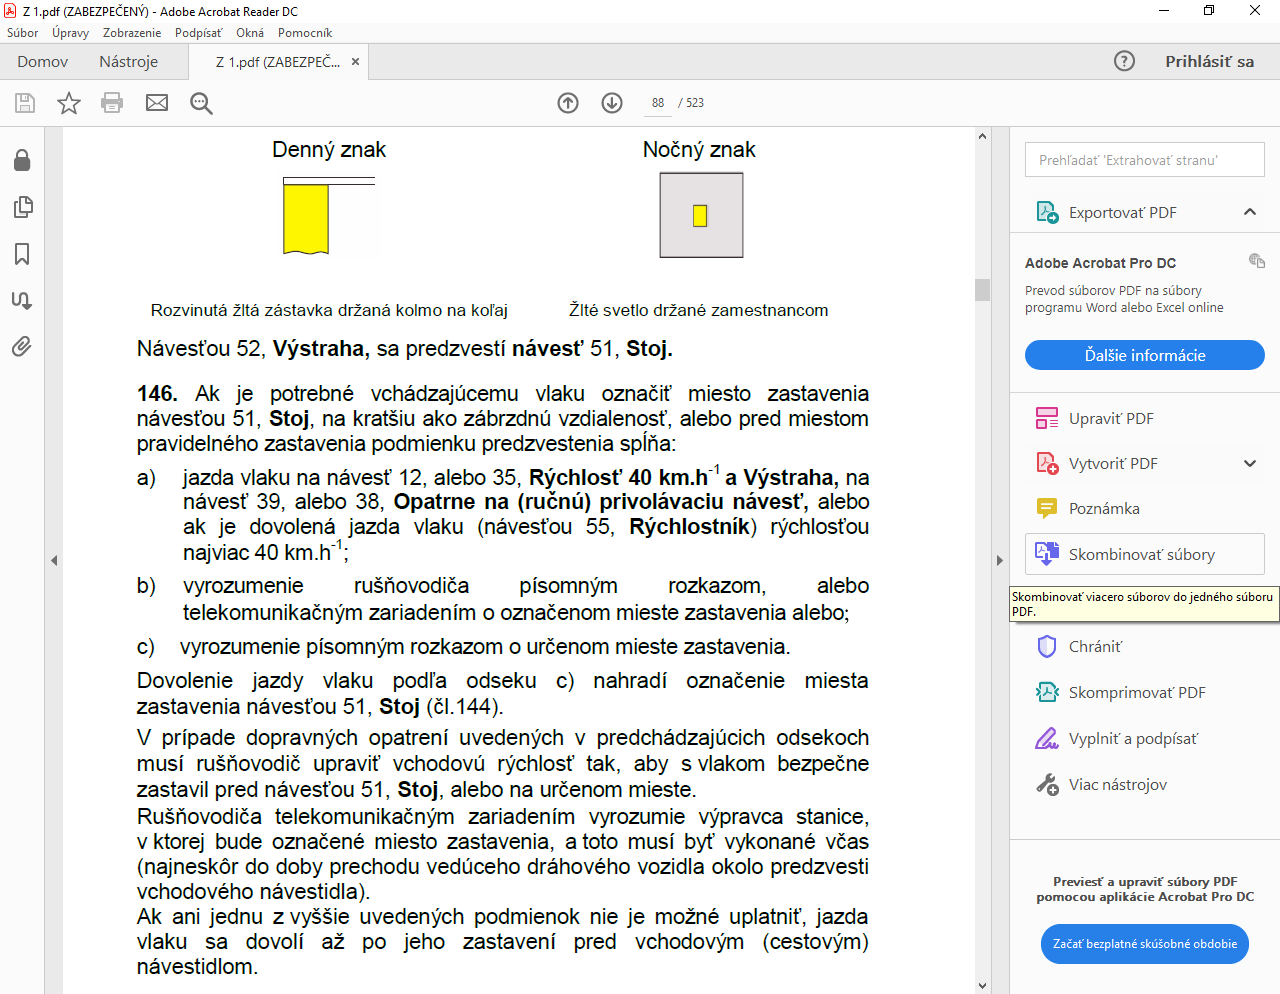 Z 1.pdf (ZABEZPEČENÝ) - Adobe Acrobat Reader DC
Súbor Úpravy Zobrazenie Podpísať Okná Pomocník
Domov Nástroje Z 1.pdf (ZABEZPEČ... × Prihlásiť sa
88 / 523
Denný znak Nočný znak
Rozvinutá žltá zástavka držaná kolmo na koľaj Žlté svetlo držané zamestnancom
Návesťou 52, Výstraha, sa predzvestí návesť 51, Stoj.
146. Ak je potrebné vchádzajúcemu vlaku označiť miesto zastavenia
návesťou 51, Stoj, na kratšiu ako zábrzdnú vzdialenosť, alebo pred miestom
pravidelného zastavenia podmienku predzvestenia spĺňa:
a) jazda vlaku na návesť 12, alebo 35, Rýchlosť 40 km.h-1 a Výstraha, na
návesť 39, alebo 38, Opatrne na (ručnú) privolávaciu návesť, alebo
ak je dovolená jazda vlaku (návesťou 55, Rýchlostník) rýchlosťou
najviac 40 km.h-1;
b) vyrozumenie rušňovodiča písomným rozkazom, alebo
telekomunikačným zariadením o označenom mieste zastavenia alebo;
c) vyrozumenie písomným rozkazom o určenom mieste zastavenia.
Dovolenie jazdy vlaku podľa odseku c) nahradí označenie miesta
zastavenia návesťou 51, Stoj (čl.144).
V prípade dopravných opatrení uvedených v predchádzajúcich odsekoch
musí rušňovodič upraviť vchodovú rýchlosť tak, aby s vlakom bezpečne
zastavil pred návesťou 51, Stoj, alebo na určenom mieste.
Rušňovodiča telekomunikačným zariadením vyrozumie výpravca stanice,
v ktorej bude označené miesto zastavenia, a toto musí byť vykonané včas
(najneskôr do doby prechodu vedúceho dráhového vozidla okolo predzvesti
vchodového návestidla).
Ak ani jednu z vyššie uvedených podmienok nie je možné uplatniť, jazda
vlaku sa dovolí až po jeho zastavení pred vchodovým (cestovým)
návestidlom.
Prehľadať 'Extrahovať stranu'
Exportovať PDF
Adobe Acrobat Pro DC
Prevod súborov PDF na súbory
programu Word alebo Excel online
Ďalšie informácie
Upraviť PDF
Vytvoriť PDF
Poznámka
Skombinovať súbory
Skombinovať viacero súborov do jedného súboru
PDF.
Chrániť
Skomprimovať PDF
Vyplniť a podpísať
Viac nástrojov
Previesť a upraviť súbory PDF
pomocou aplikácie Acrobat Pro DC
Začať bezplatné skúšobné obdobie